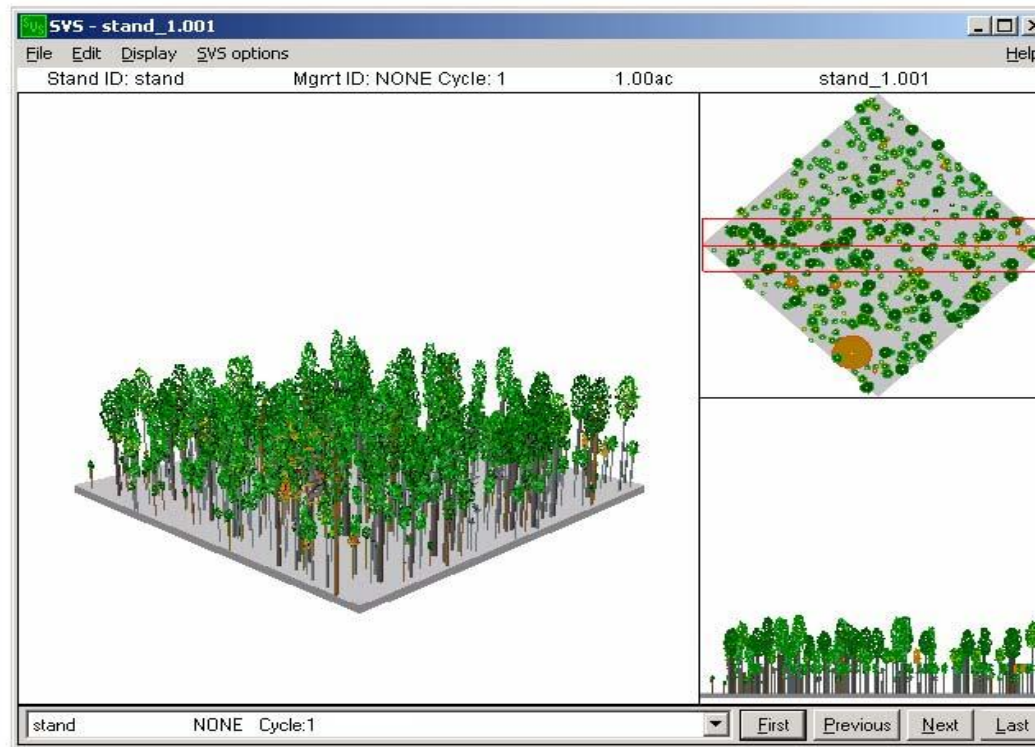 SVS SVS - stand_1.001
File Edit Display SVS options Help
Stand ID: stand Mgmt ID: NONE Cycle: 1 1.00ac stand_1.001
stand NONE Cycle:1 First Previous Next Last